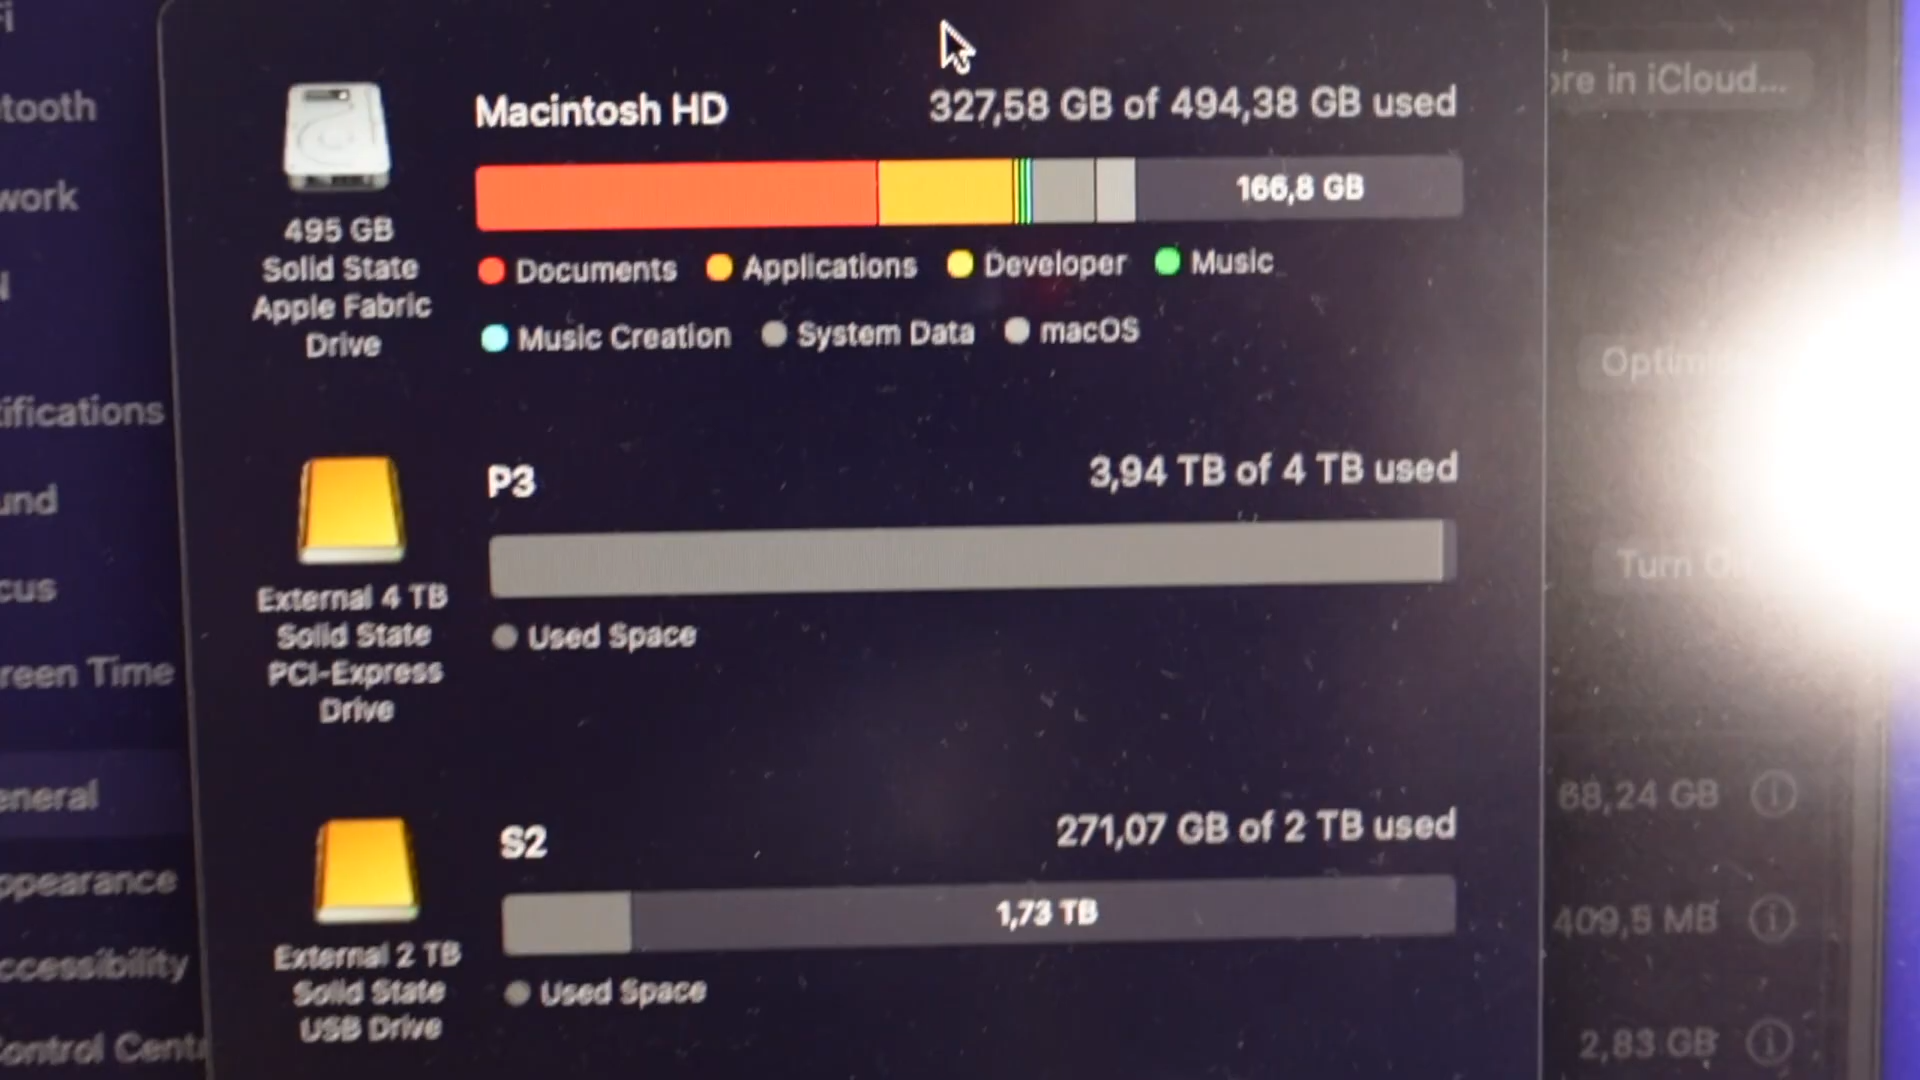 Macintosh HD 327,58 GB of 494,38 GB used
166,8 GB
495 GB
Solid State
Apple Fabric
Drive
Documents Applications Developer Music
Music Creation System Data macOS
P3 3,94 TB of 4 TB used
External 4 TB
Solid State
PCI-Express
Drive
Used Space
S2 271,07 GB of 2 TB used
1,73 TB
External 2 TB
Solid State
USB Drive
Used Space
tooth
work
ifications
und
cus
reen Time
eneral
ppearance
ccessibility
ontrol Cent
re in iCloud...
Optimi
Turn O
68,24 GB
409,5 MB
2,83 GB